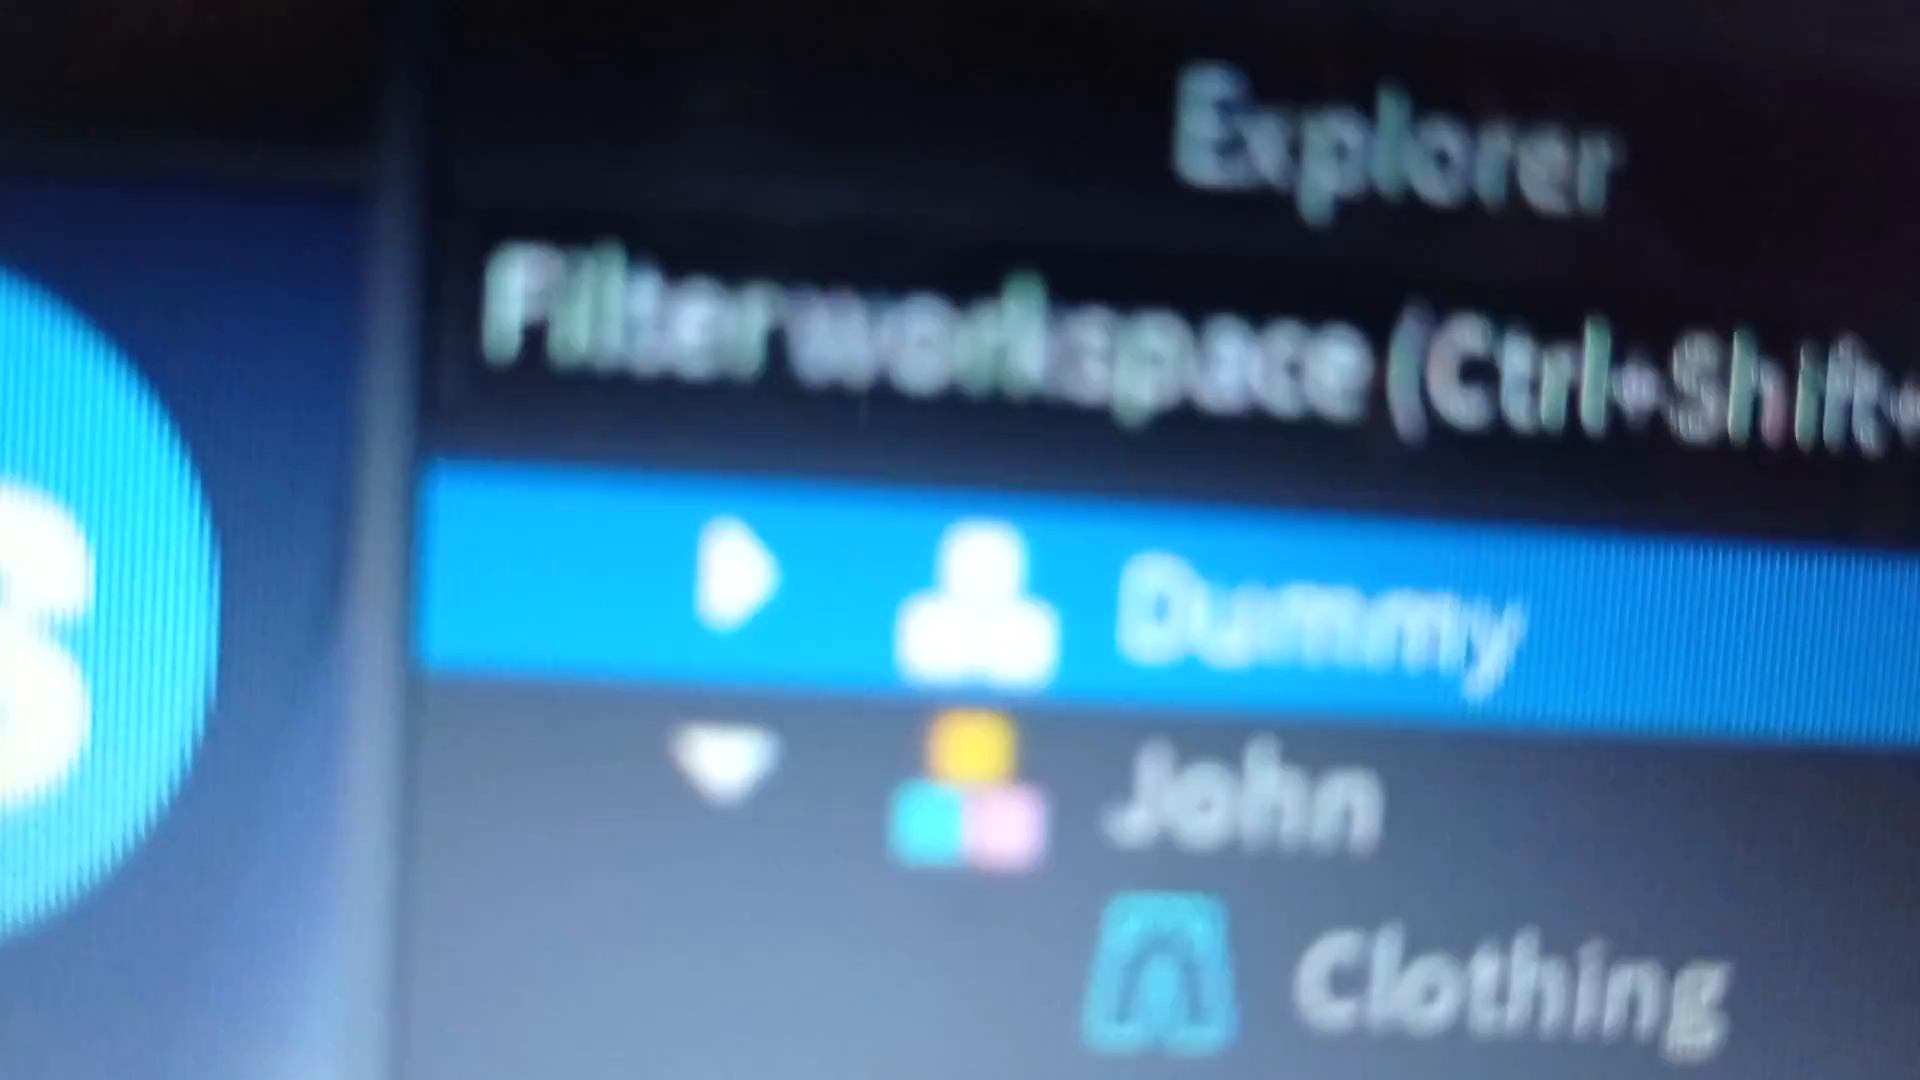 Explorer
Filter workspace (Ctrl+Shift+
Dummy
John
Clothing